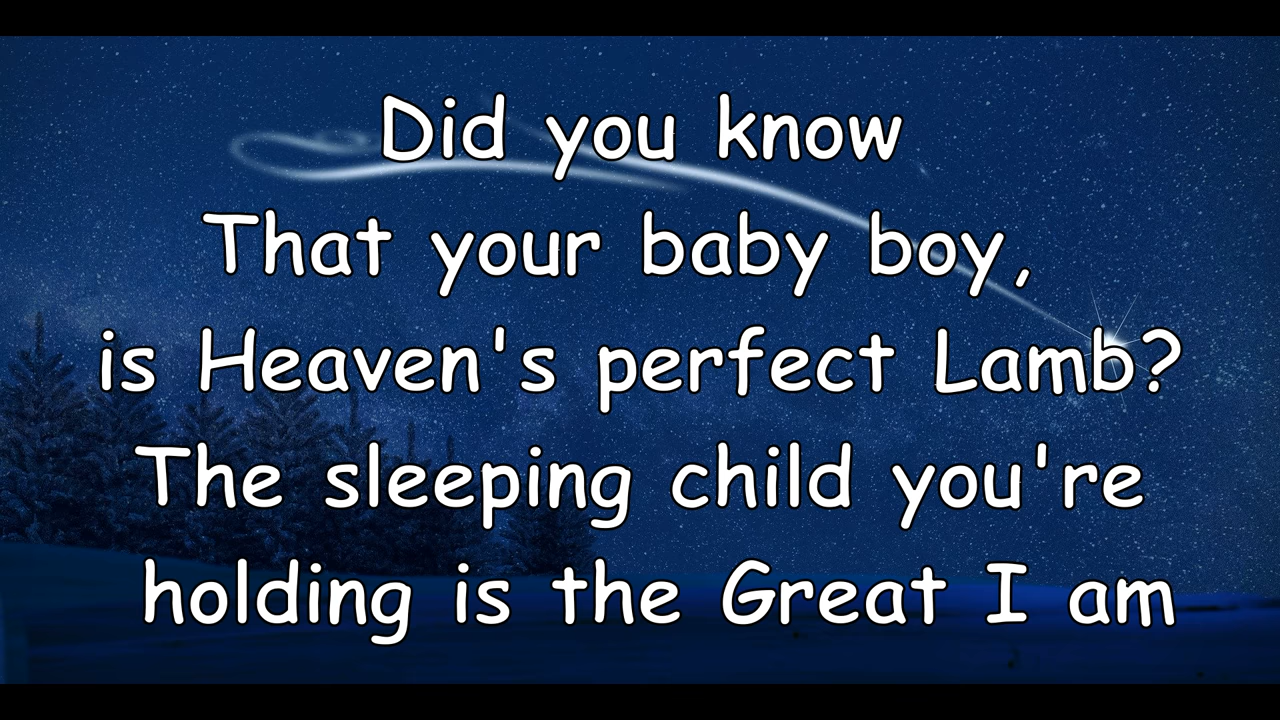 Did you know
That your baby boy,
is Heaven's perfect Lamb?
The sleeping child you're
holding is the Great I am